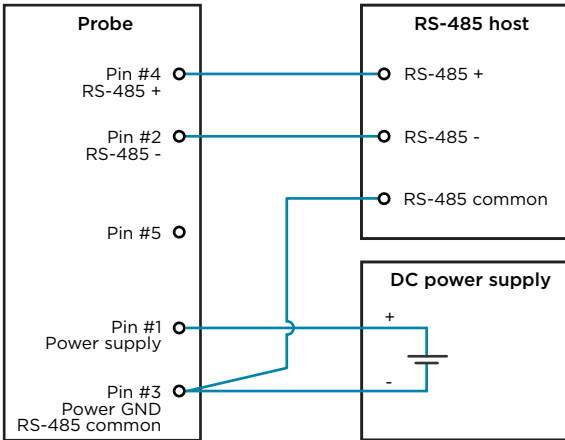 Probe
Pin #4
RS-485 +
Pin #2
RS-485 -
Pin #5
Pin #1
Power supply
Pin #3
Power GND
RS-485 common
RS-485 host
RS-485 +
RS-485 -
RS-485 common
DC power supply
+
-